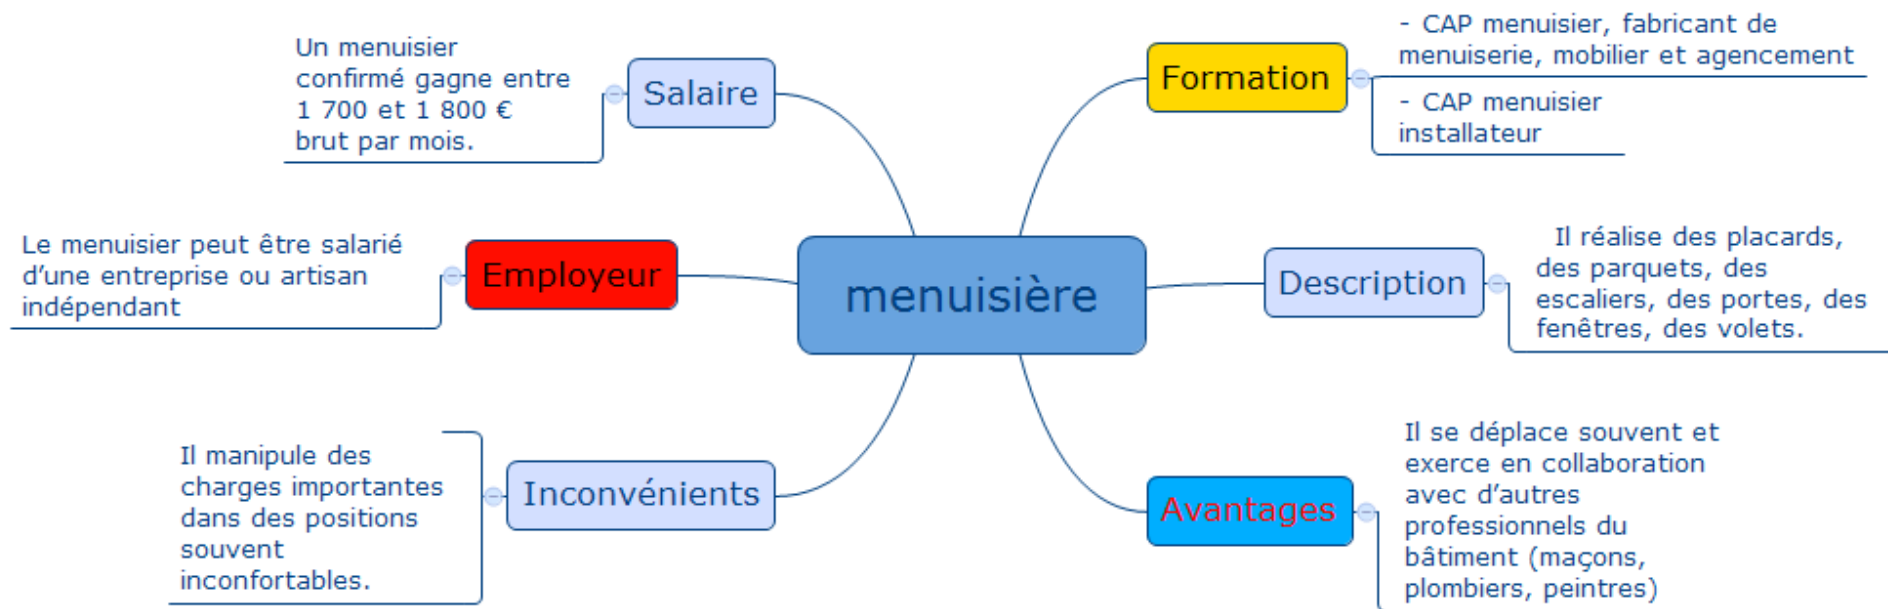 Un menuisier
confirmé gagne entre
1 700 et 1 800 €
brut par mois.
Salaire
Formation
- CAP menuisier, fabricant de
menuiserie, mobilier et agencement
- CAP menuisier
installateur
Le menuisier peut être salarié
d’une entreprise ou artisan
indépendant
Employeur
menuisière
Description
Il réalise des placards,
des parquets, des
escaliers, des portes, des
fenêtres, des volets.
Il manipule des
charges importantes
dans des positions
souvent
inconfortables.
Inconvénients
Avantages
Il se déplace souvent et
exerce en collaboration
avec d’autres
professionnels du
bâtiment (maçons,
plombiers, peintres)